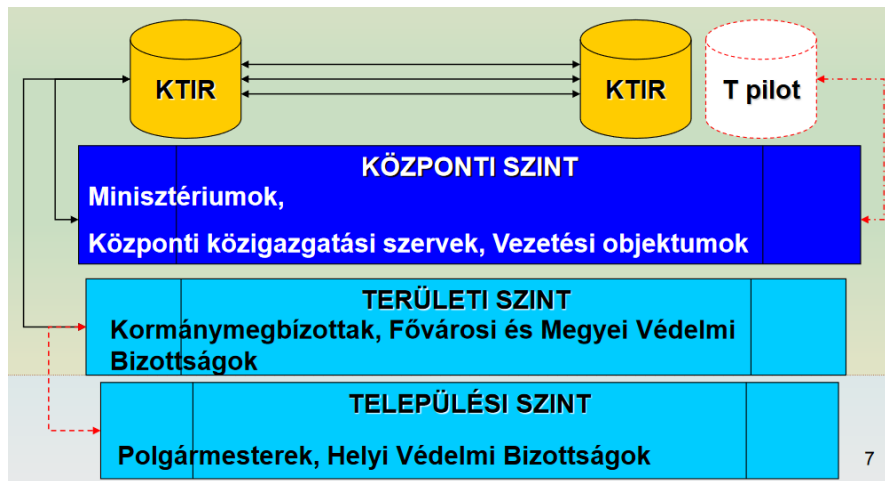 KTIR
KTIR
T pilot
KÖZPONTI SZINT
Minisztériumok,
Központi közigazgatási szervek, Vezetési objektumok
TERÜLETI SZINT
Kormánymegbízottak, Fővárosi és Megyei Védelmi
Bizottságok
TELEPÜLÉSI SZINT
Polgármesterek, Helyi Védelmi Bizottságok
7